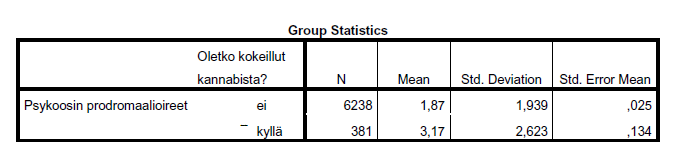 Group Statistics
Oletko kokeillut
kannabista? N Mean Std. Deviation Std. Error Mean
Psykoosin prodromaalioireet ei 6238 1,87 1,939 ,025
kyllä 381 3,17 2,623 ,134